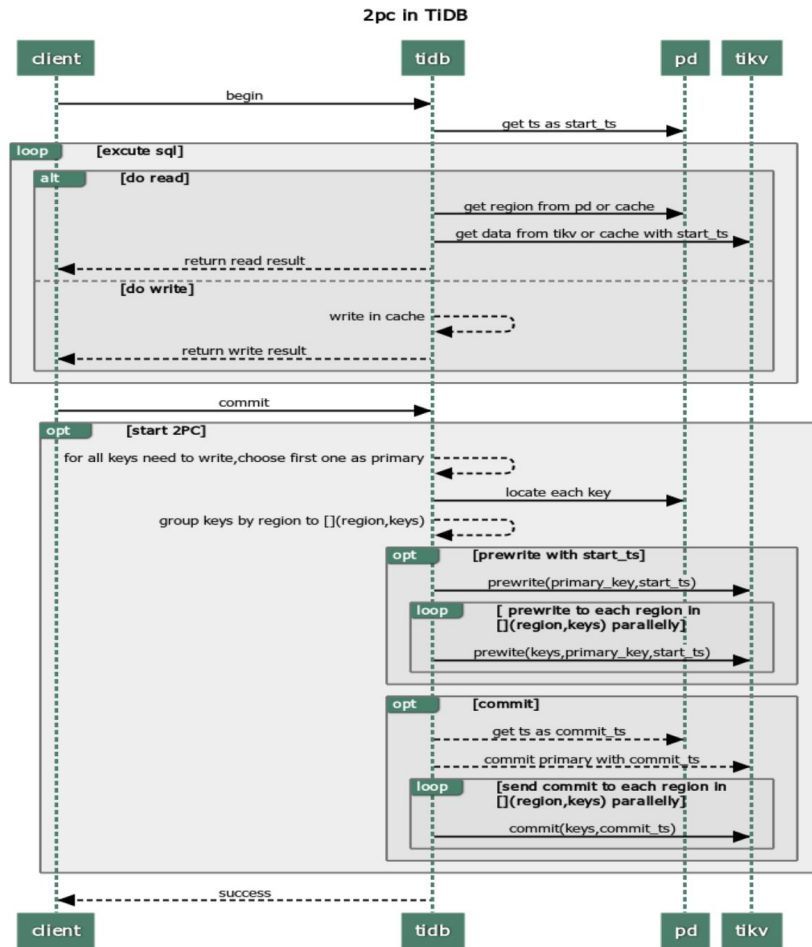 2pc in TiDB
client
tidb
pd
tikv
begin
get ts as start_ts
loop
[excute sql]
alt
[do read]
get region from pd or cache
get data from tikv or cache with start_ts
return read result
[do write]
write in cache
return write result
commit
opt
[start 2PC]
for all keys need to write,choose first one as primary
locate each key
group keys by region to [](region,keys)
opt
[prewrite with start_ts]
prewrite(primary_key,start_ts)
loop
[ prewrite to each region in
[](region,keys) parallelly]
prewite(keys,primary_key,start_ts)
opt
[commit]
get ts as commit_ts
commit primary with commit_ts
loop
[send commit to each region in
[](region,keys) parallelly]
commit(keys,commit_ts)
success
client
tidb
pd
tikv